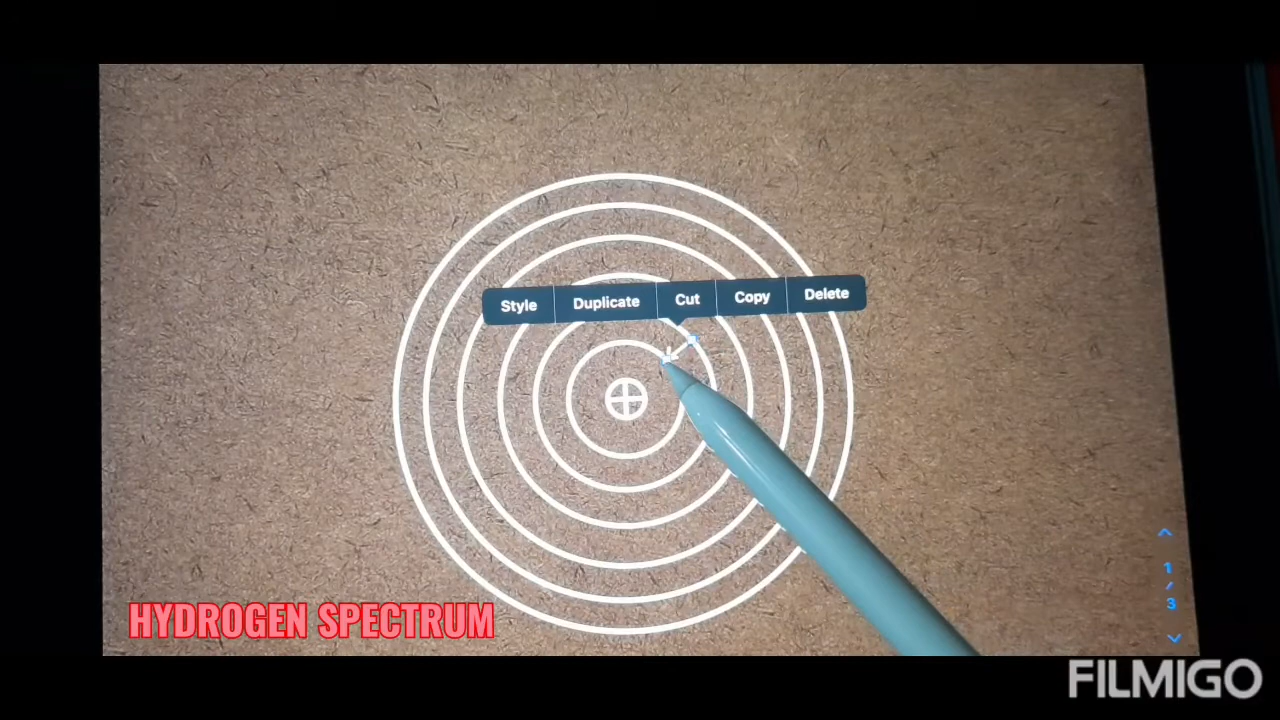 Style Duplicate Cut Copy Delete
1
/
3
HYDROGEN SPECTRUM
FILMIGO